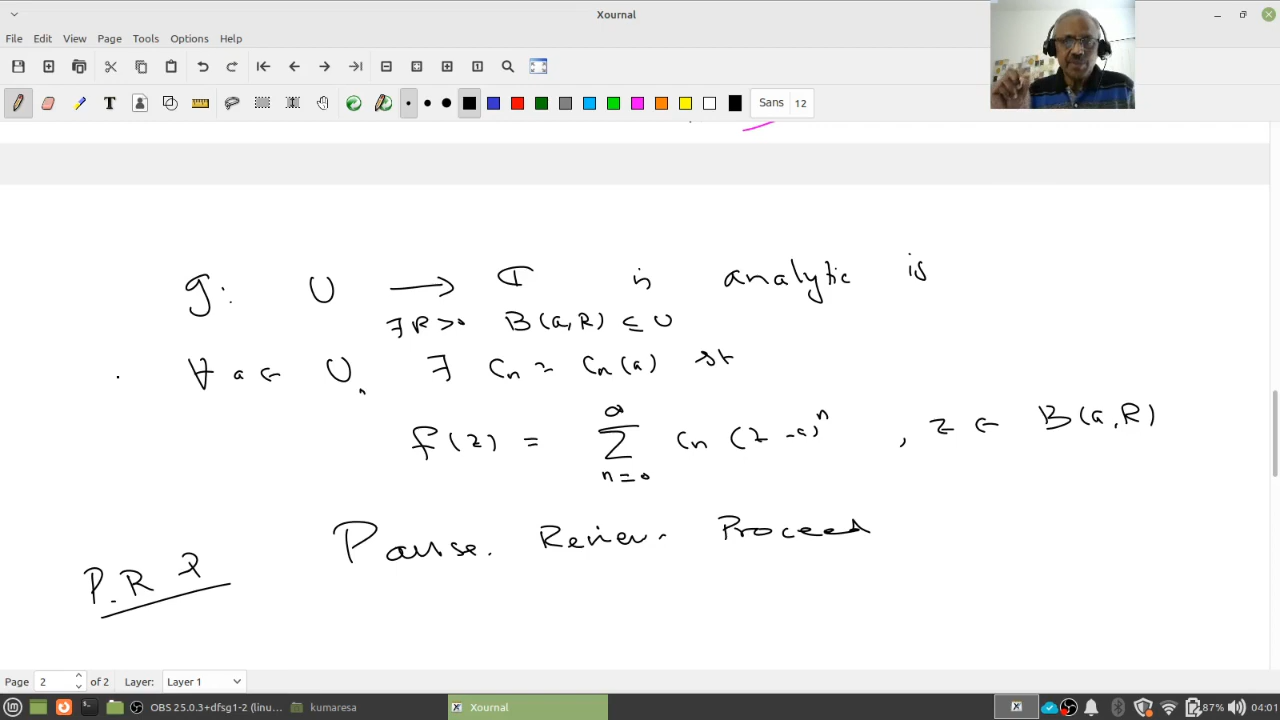 Xournal
File Edit View Page Tools Options Help
Sans 12
g: U → ℂ is analytic is
∃ R > 0 B(a, R) ⊆ U
∀ a ∈ U, ∃ Cn = Cn(a) st
f(z) = ∑_{n=0}^{∞} Cn (z-a)^n , z ∈ B(a, R)
Pause. Review. Proceed
P.R P
Page 2 of 2 Layer: Layer 1
OBS 25.0.3+dfsg1-2 (linu... kumaresa Xournal 87% 04:01